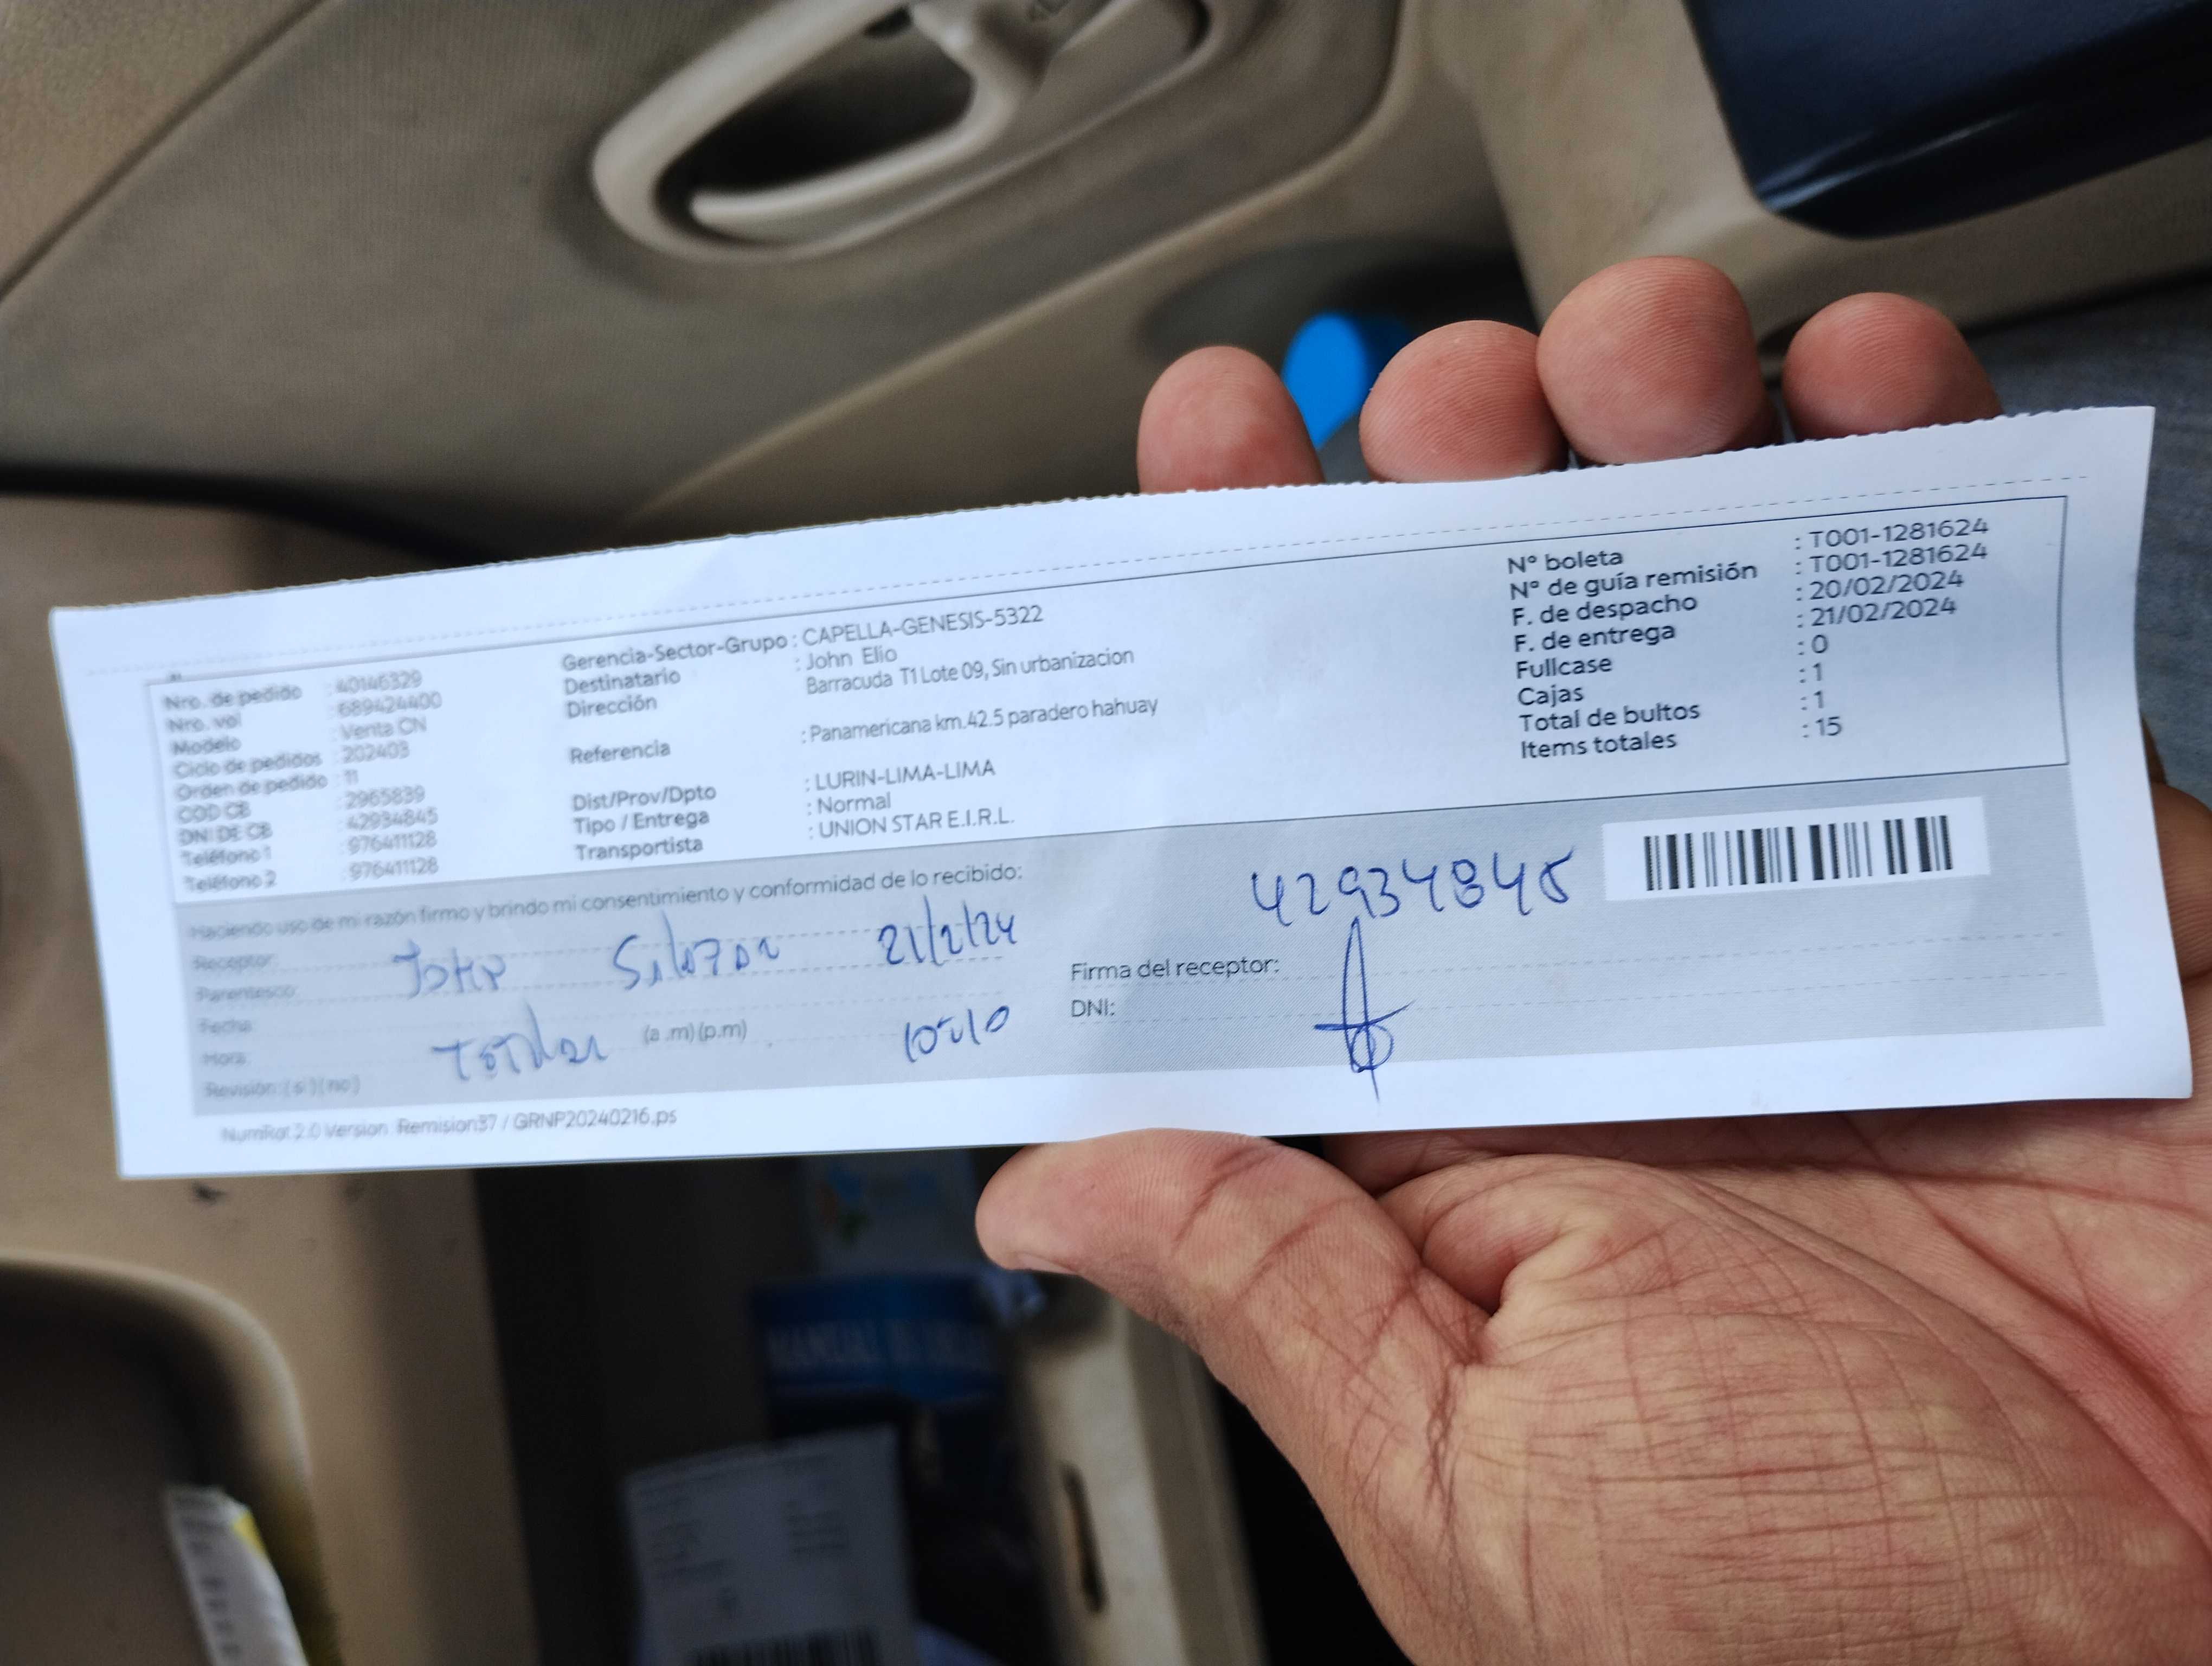 Nro. de pedido : 40146329
Nro. vol : 689424400
Modelo : Venta CN
Ciclo de pedidos : 202403
Orden de pedido : 11
COD CB : 2965839
DNI DE CB : 42934845
Teléfono 1 : 976411128
Teléfono 2 : 976411128
Gerencia-Sector-Grupo : CAPELLA-GENESIS-5322
Destinatario : John Elio
Dirección Barracuda T1 Lote 09, Sin urbanizacion
Referencia : Panamericana km.42.5 paradero hahuay
Dist/Prov/Dpto : LURIN-LIMA-LIMA
Tipo / Entrega : Normal
Transportista : UNION STAR E.I.R.L.
N° boleta : T001-1281624
N° de guía remisión : T001-1281624
F. de despacho : 20/02/2024
F. de entrega : 21/02/2024
Fullcase : 0
Cajas : 1
Total de bultos : 1
Items totales : 15
Haciendo uso de mi razón firmo y brindo mi consentimiento y conformidad de lo recibido:
Receptor:
Parentesco:
Fecha:
Hora: (a .m) (p.m)
Revisión: ( si ) ( no )
21/2/24
42934845
Firma del receptor:
DNI:
NumRot 2.0 Version: Remision37 / GRNP20240216.ps
MANUAL